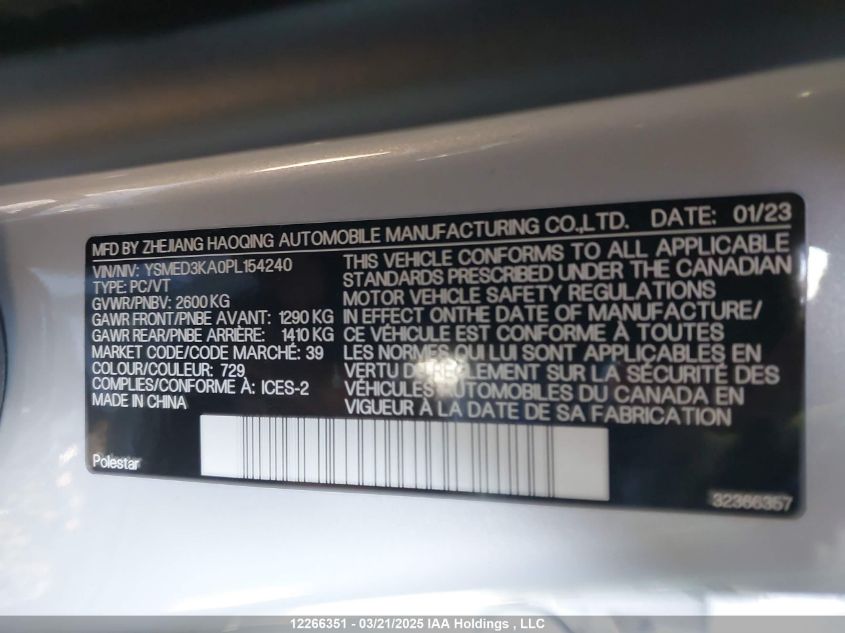 MFD BY ZHEJIANG HAOQING AUTOMOBILE MANUFACTURING CO.,LTD. DATE: 01/23
VIN/NIV: YSMED3KA0PL154240
TYPE: PC/VT
GVWR/PNBV: 2600 KG
GAWR FRONT/PNBE AVANT: 1290 KG
GAWR REAR/PNBE ARRIÈRE: 1410 KG
MARKET CODE/CODE MARCHÉ: 39
COLOUR/COULEUR: 729
COMPLIES/CONFORME À: ICES-2
MADE IN CHINA
THIS VEHICLE CONFORMS TO ALL APPLICABLE
STANDARDS PRESCRIBED UNDER THE CANADIAN
MOTOR VEHICLE SAFETY REGULATIONS
IN EFFECT ONTHE DATE OF MANUFACTURE/
CE VÉHICULE EST CONFORME À TOUTES
LES NORMES QUI LUI SONT APPLICABLES EN
VERTU DU RÈGLEMENT SUR LA SÉCURITÉ DES
VÉHICULES AUTOMOBILES DU CANADA EN
VIGUEUR À LA DATE DE SA FABRICATION
Polestar
32366357
12266351 - 03/21/2025 IAA Holdings , LLC